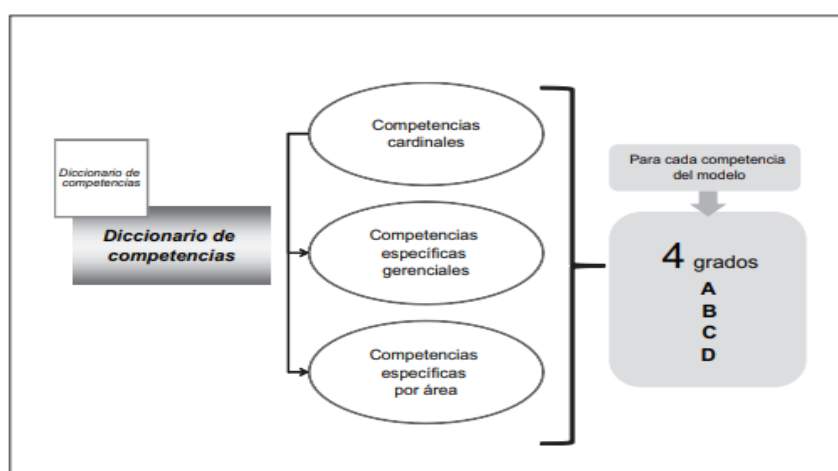 Diccionario de
competencias
Diccionario de
competencias
Competencias
cardinales
Competencias
específicas
gerenciales
Competencias
específicas
por área
Para cada competencia
del modelo
4 grados
A
B
C
D